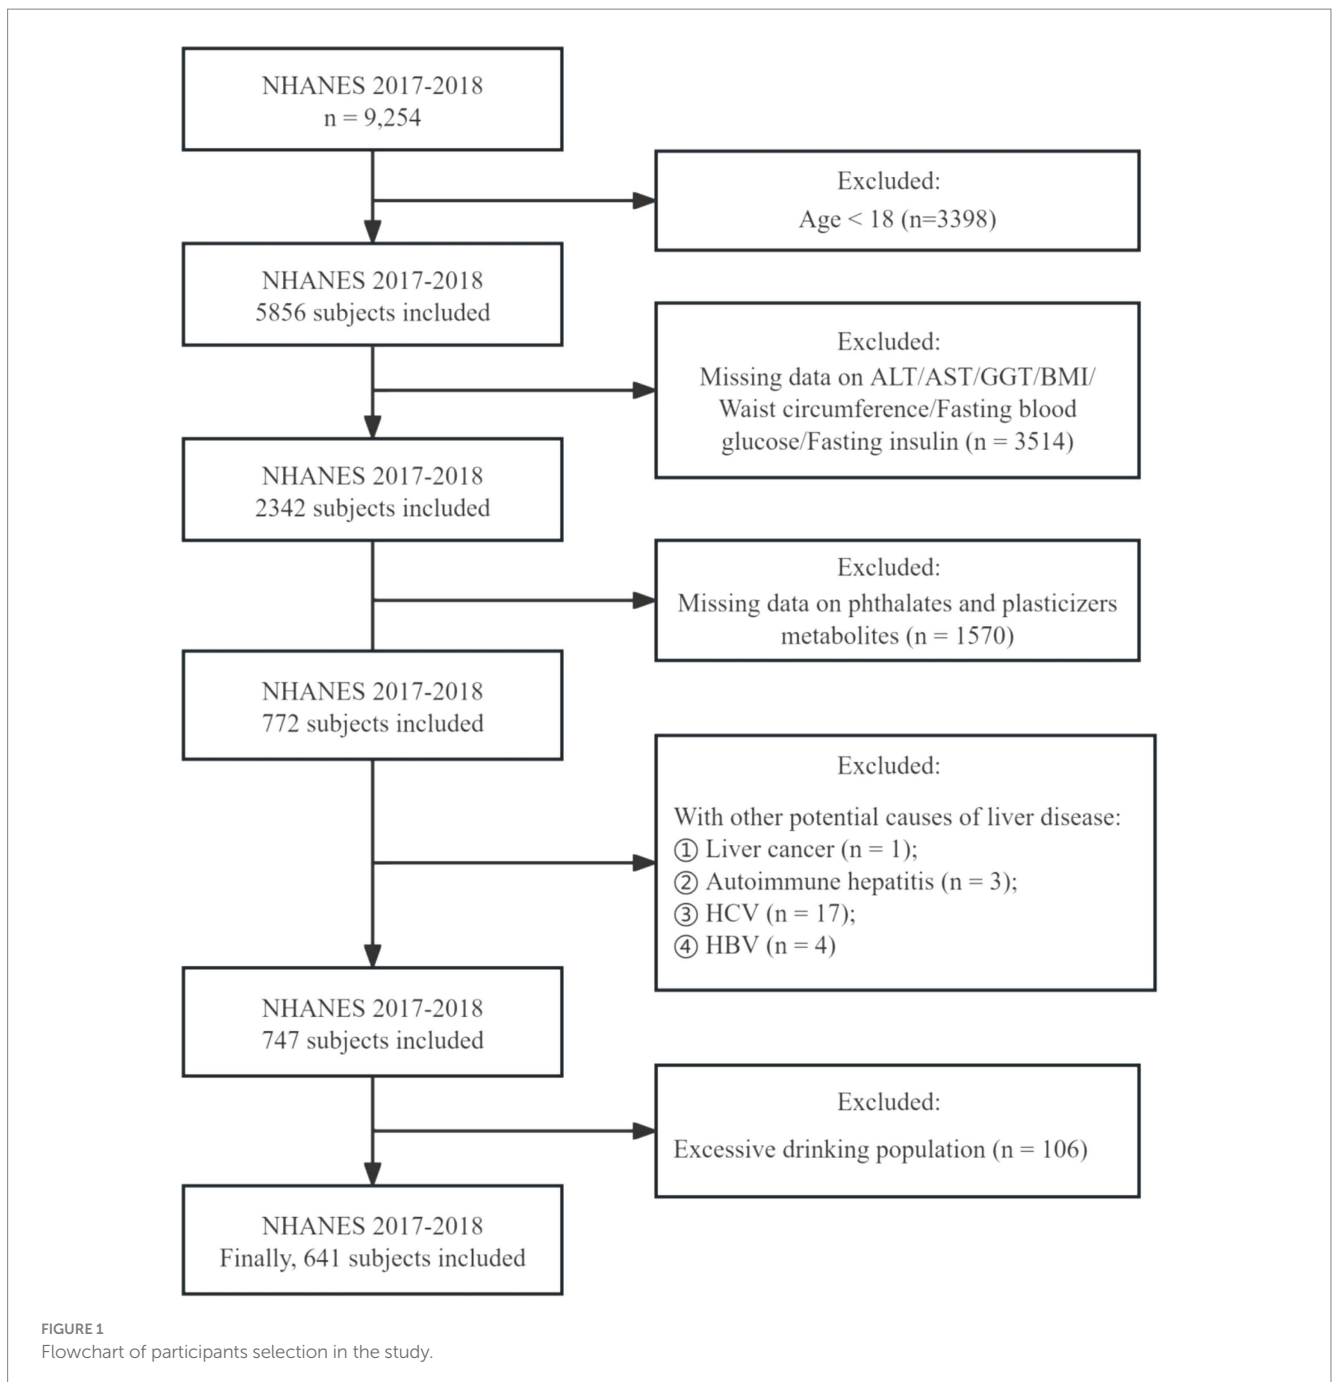 NHANES 2017-2018
n = 9,254
Excluded:
Age < 18 (n=3398)
NHANES 2017-2018
5856 subjects included
Excluded:
Missing data on ALT/AST/GGT/BMI/
Waist circumference/Fasting blood
glucose/Fasting insulin (n = 3514)
NHANES 2017-2018
2342 subjects included
Excluded:
Missing data on phthalates and plasticizers
metabolites (n = 1570)
NHANES 2017-2018
772 subjects included
Excluded:
With other potential causes of liver disease:
① Liver cancer (n = 1);
② Autoimmune hepatitis (n = 3);
③ HCV (n = 17);
④ HBV (n = 4)
NHANES 2017-2018
747 subjects included
Excluded:
Excessive drinking population (n = 106)
NHANES 2017-2018
Finally, 641 subjects included
FIGURE 1
Flowchart of participants selection in the study.